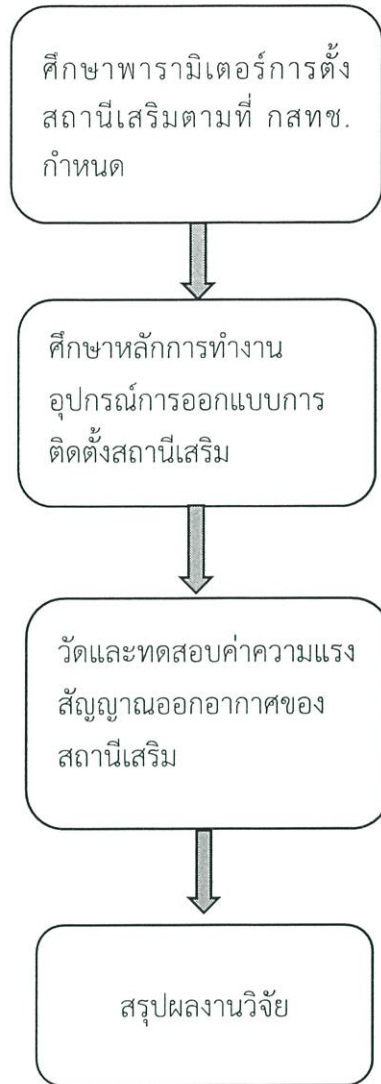 ศึกษาพารามิเตอร์การตั้ง
สถานีเสริมตามที่ กสทช.
กำหนด
ศึกษาหลักการทำงาน
อุปกรณ์การออกแบบการ
ติดตั้งสถานีเสริม
วัดและทดสอบค่าความแรง
สัญญาณออกอากาศของ
สถานีเสริม
สรุปผลงานวิจัย